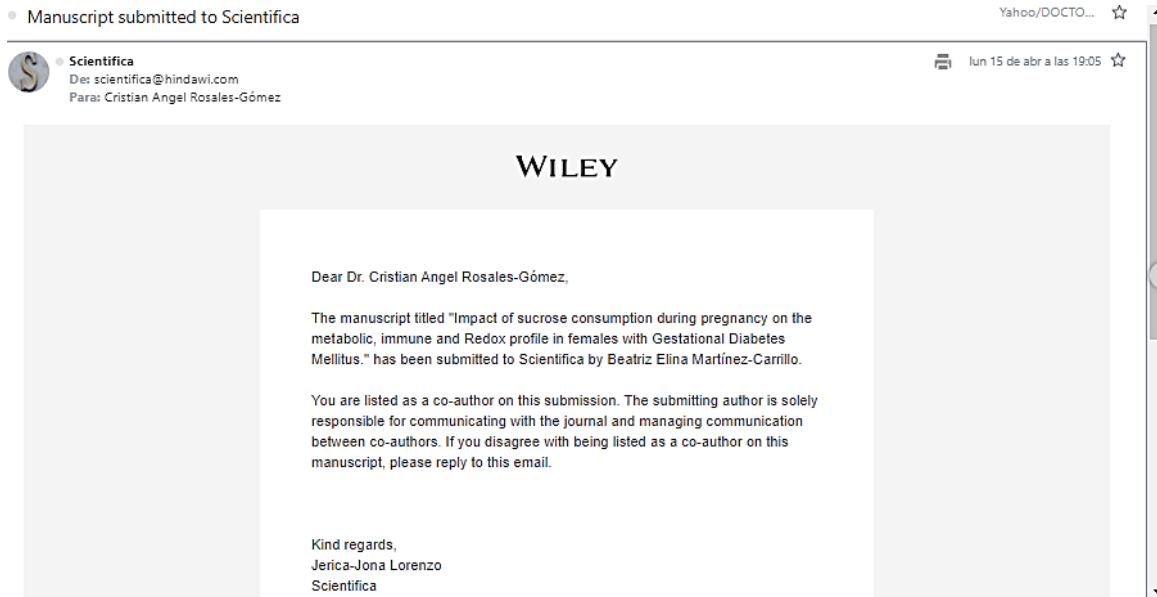 Manuscript submitted to Scientifica
Yahoo/DOCTO...
Scientifica
lun 15 de abr a las 19:05
De: scientifica@hindawi.com
Para: Cristian Angel Rosales-Gómez
WILEY
Dear Dr. Cristian Angel Rosales-Gómez,
The manuscript titled "Impact of sucrose consumption during pregnancy on the
metabolic, immune and Redox profile in females with Gestational Diabetes
Mellitus." has been submitted to Scientifica by Beatriz Elina Martínez-Carrillo.
You are listed as a co-author on this submission. The submitting author is solely
responsible for communicating with the journal and managing communication
between co-authors. If you disagree with being listed as a co-author on this
manuscript, please reply to this email.
Kind regards,
Jerica-Jona Lorenzo
Scientifica